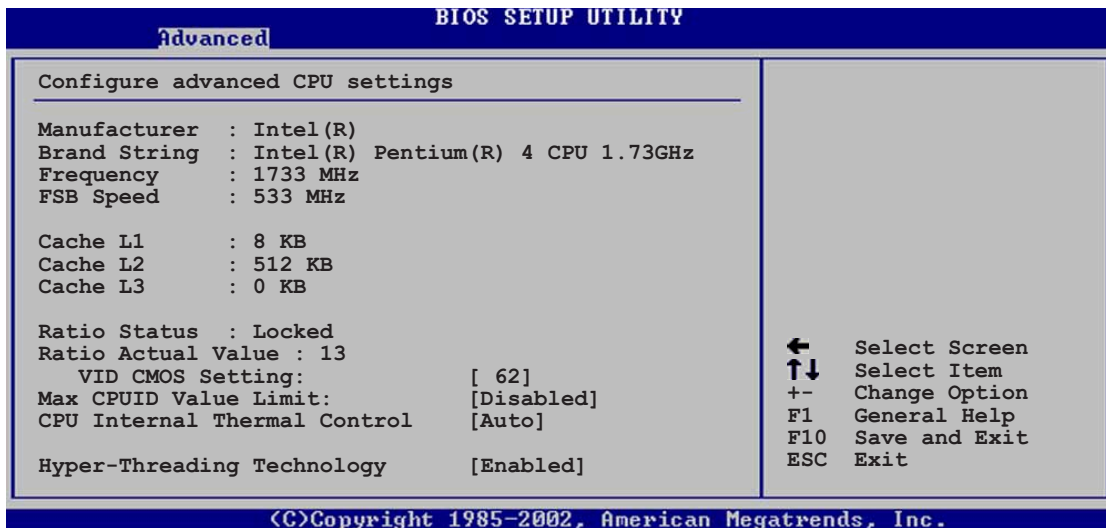 BIOS SETUP UTILITY
Advanced
Configure advanced CPU settings
Manufacturer : Intel(R)
Brand String : Intel(R) Pentium(R) 4 CPU 1.73GHz
Frequency : 1733 MHz
FSB Speed : 533 MHz
Cache L1 : 8 KB
Cache L2 : 512 KB
Cache L3 : 0 KB
Ratio Status : Locked
Ratio Actual Value : 13
VID CMOS Setting: [ 62]
Max CPUID Value Limit: [Disabled]
CPU Internal Thermal Control [Auto]
Hyper-Threading Technology [Enabled]
← Select Screen
↑↓ Select Item
+- Change Option
F1 General Help
F10 Save and Exit
ESC Exit
(C)Copyright 1985-2002, American Megatrends, Inc.